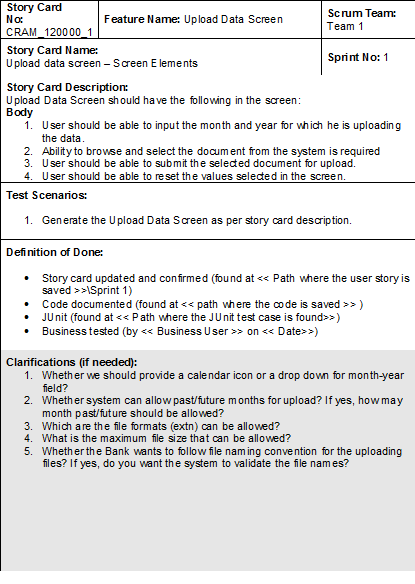 Story Card
No:
CRAM_120000_1
Feature Name: Upload Data Screen
Scrum Team:
Team 1
Story Card Name:
Upload data screen – Screen Elements
Sprint No: 1
Story Card Description:
Upload Data Screen should have the following in the screen:
Body
1. User should be able to input the month and year for which he is uploading
the data.
2. Ability to browse and select the document from the system is required
3. User should be able to submit the selected document for upload.
4. User should be able to reset the values selected in the screen.
Test Scenarios:
1. Generate the Upload Data Screen as per story card description.
Definition of Done:
• Story card updated and confirmed (found at << Path where the user story is
saved >>\Sprint 1)
• Code documented (found at << path where the code is saved >> )
• JUnit (found at << Path where the JUnit test case is found>>)
• Business tested (by << Business User >> on << Date>>)
Clarifications (if needed):
1. Whether we should provide a calendar icon or a drop down for month-year
field?
2. Whether system can allow past/future months for upload? If yes, how may
month past/future should be allowed?
3. Which are the file formats (extn) can be allowed?
4. What is the maximum file size that can be allowed?
5. Whether the Bank wants to follow file naming convention for the uploading
files? If yes, do you want the system to validate the file names?